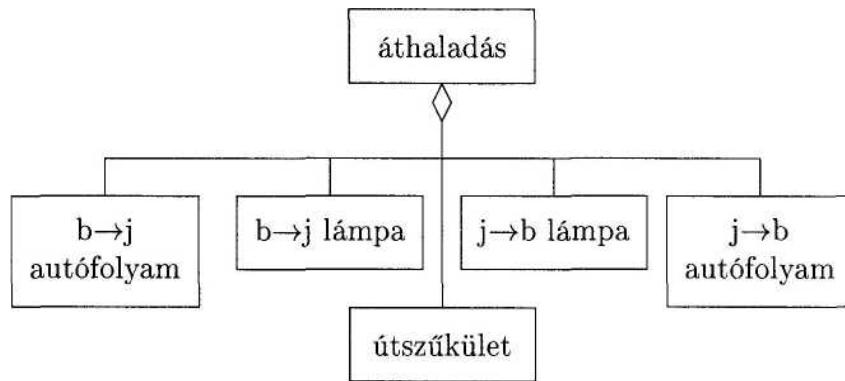 áthaladás
b→j
autófolyam
b→j lámpa
j→b lámpa
j→b
autófolyam
útszűkület